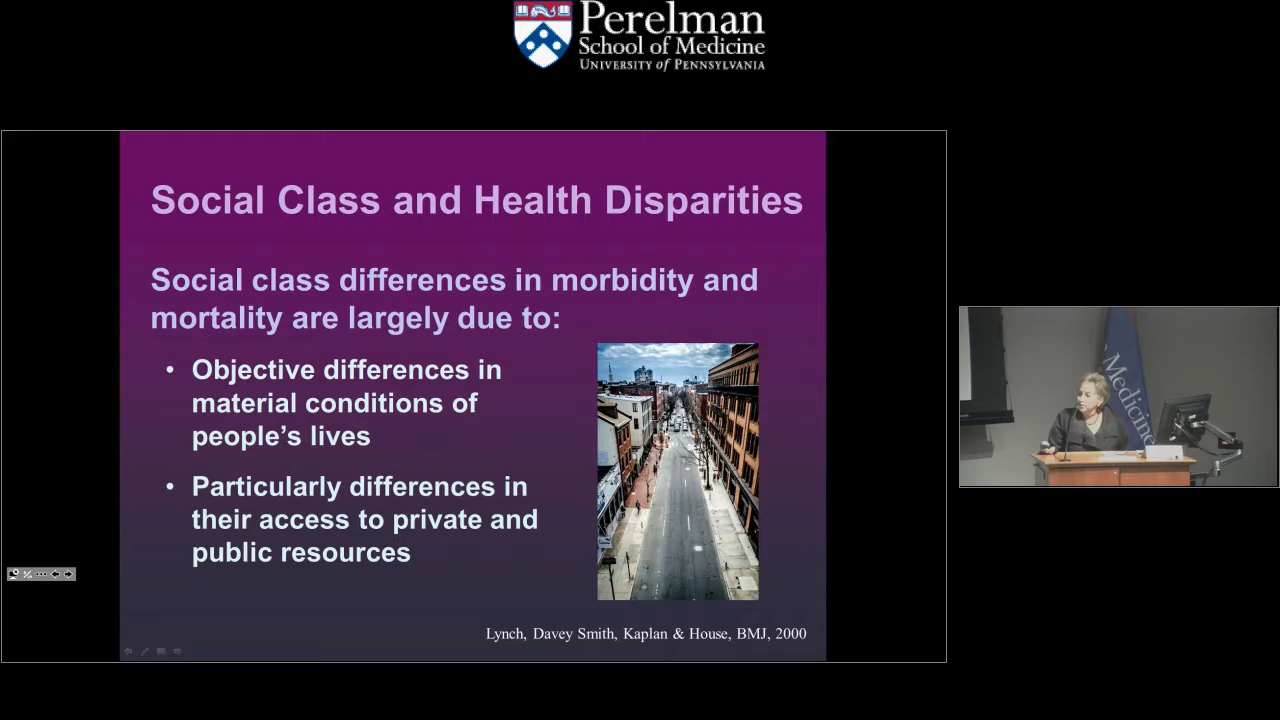 Perelman
School of Medicine
UNIVERSITY of PENNSYLVANIA
Social Class and Health Disparities
Social class differences in morbidity and
mortality are largely due to:
• Objective differences in
material conditions of
people's lives
• Particularly differences in
their access to private and
public resources
Lynch, Davey Smith, Kaplan & House, BMJ, 2000
Medicine